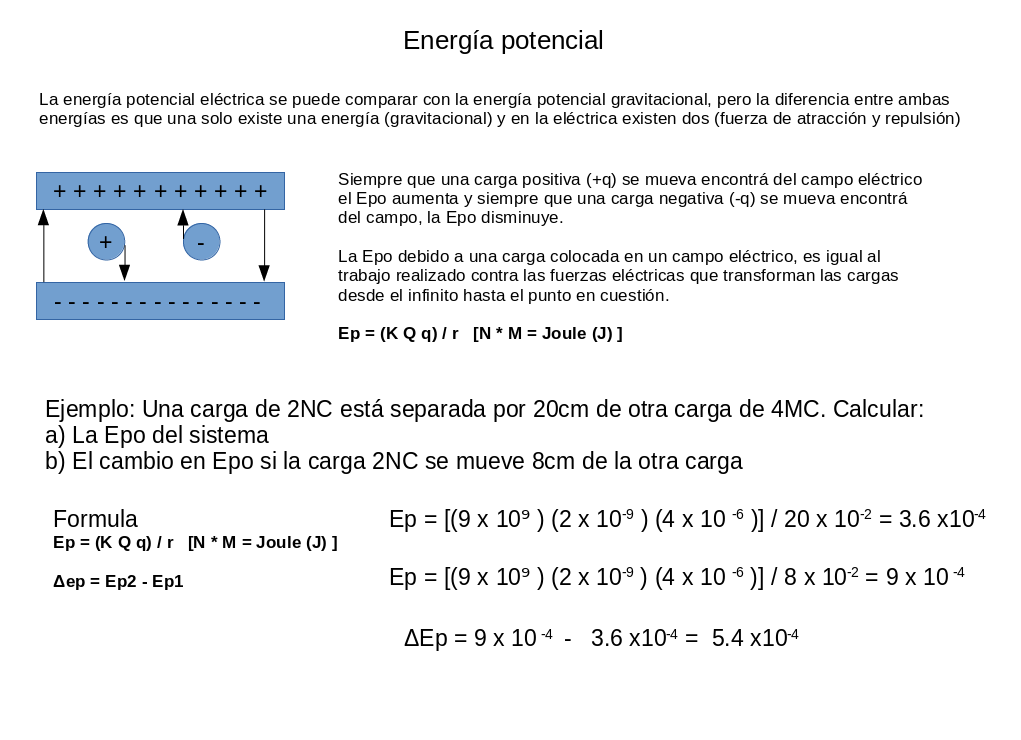 Energía potencial
La energía potencial eléctrica se puede comparar con la energía potencial gravitacional, pero la diferencia entre ambas
energías es que una solo existe una energía (gravitacional) y en la eléctrica existen dos (fuerza de atracción y repulsión)
+ + + + + + + + + + +
+
-
- - - - - - - - - - - - - - -
Siempre que una carga positiva (+q) se mueva encontrá del campo eléctrico
el Epo aumenta y siempre que una carga negativa (-q) se mueva encontrá
del campo, la Epo disminuye.
La Epo debido a una carga colocada en un campo eléctrico, es igual al
trabajo realizado contra las fuerzas eléctricas que transforman las cargas
desde el infinito hasta el punto en cuestión.
Ep = (K Q q) / r [N * M = Joule (J) ]
Ejemplo: Una carga de 2NC está separada por 20cm de otra carga de 4MC. Calcular:
a) La Epo del sistema
b) El cambio en Epo si la carga 2NC se mueve 8cm de la otra carga
Formula
Ep = (K Q q) / r [N * M = Joule (J) ]
Δep = Ep2 - Ep1
Ep = [(9 x 10⁹ ) (2 x 10⁻⁹ ) (4 x 10 ⁻⁶ )] / 20 x 10⁻² = 3.6 x10⁻⁴
Ep = [(9 x 10⁹ ) (2 x 10⁻⁹ ) (4 x 10 ⁻⁶ )] / 8 x 10⁻² = 9 x 10 ⁻⁴
ΔEp = 9 x 10 ⁻⁴ - 3.6 x10⁻⁴ = 5.4 x10⁻⁴